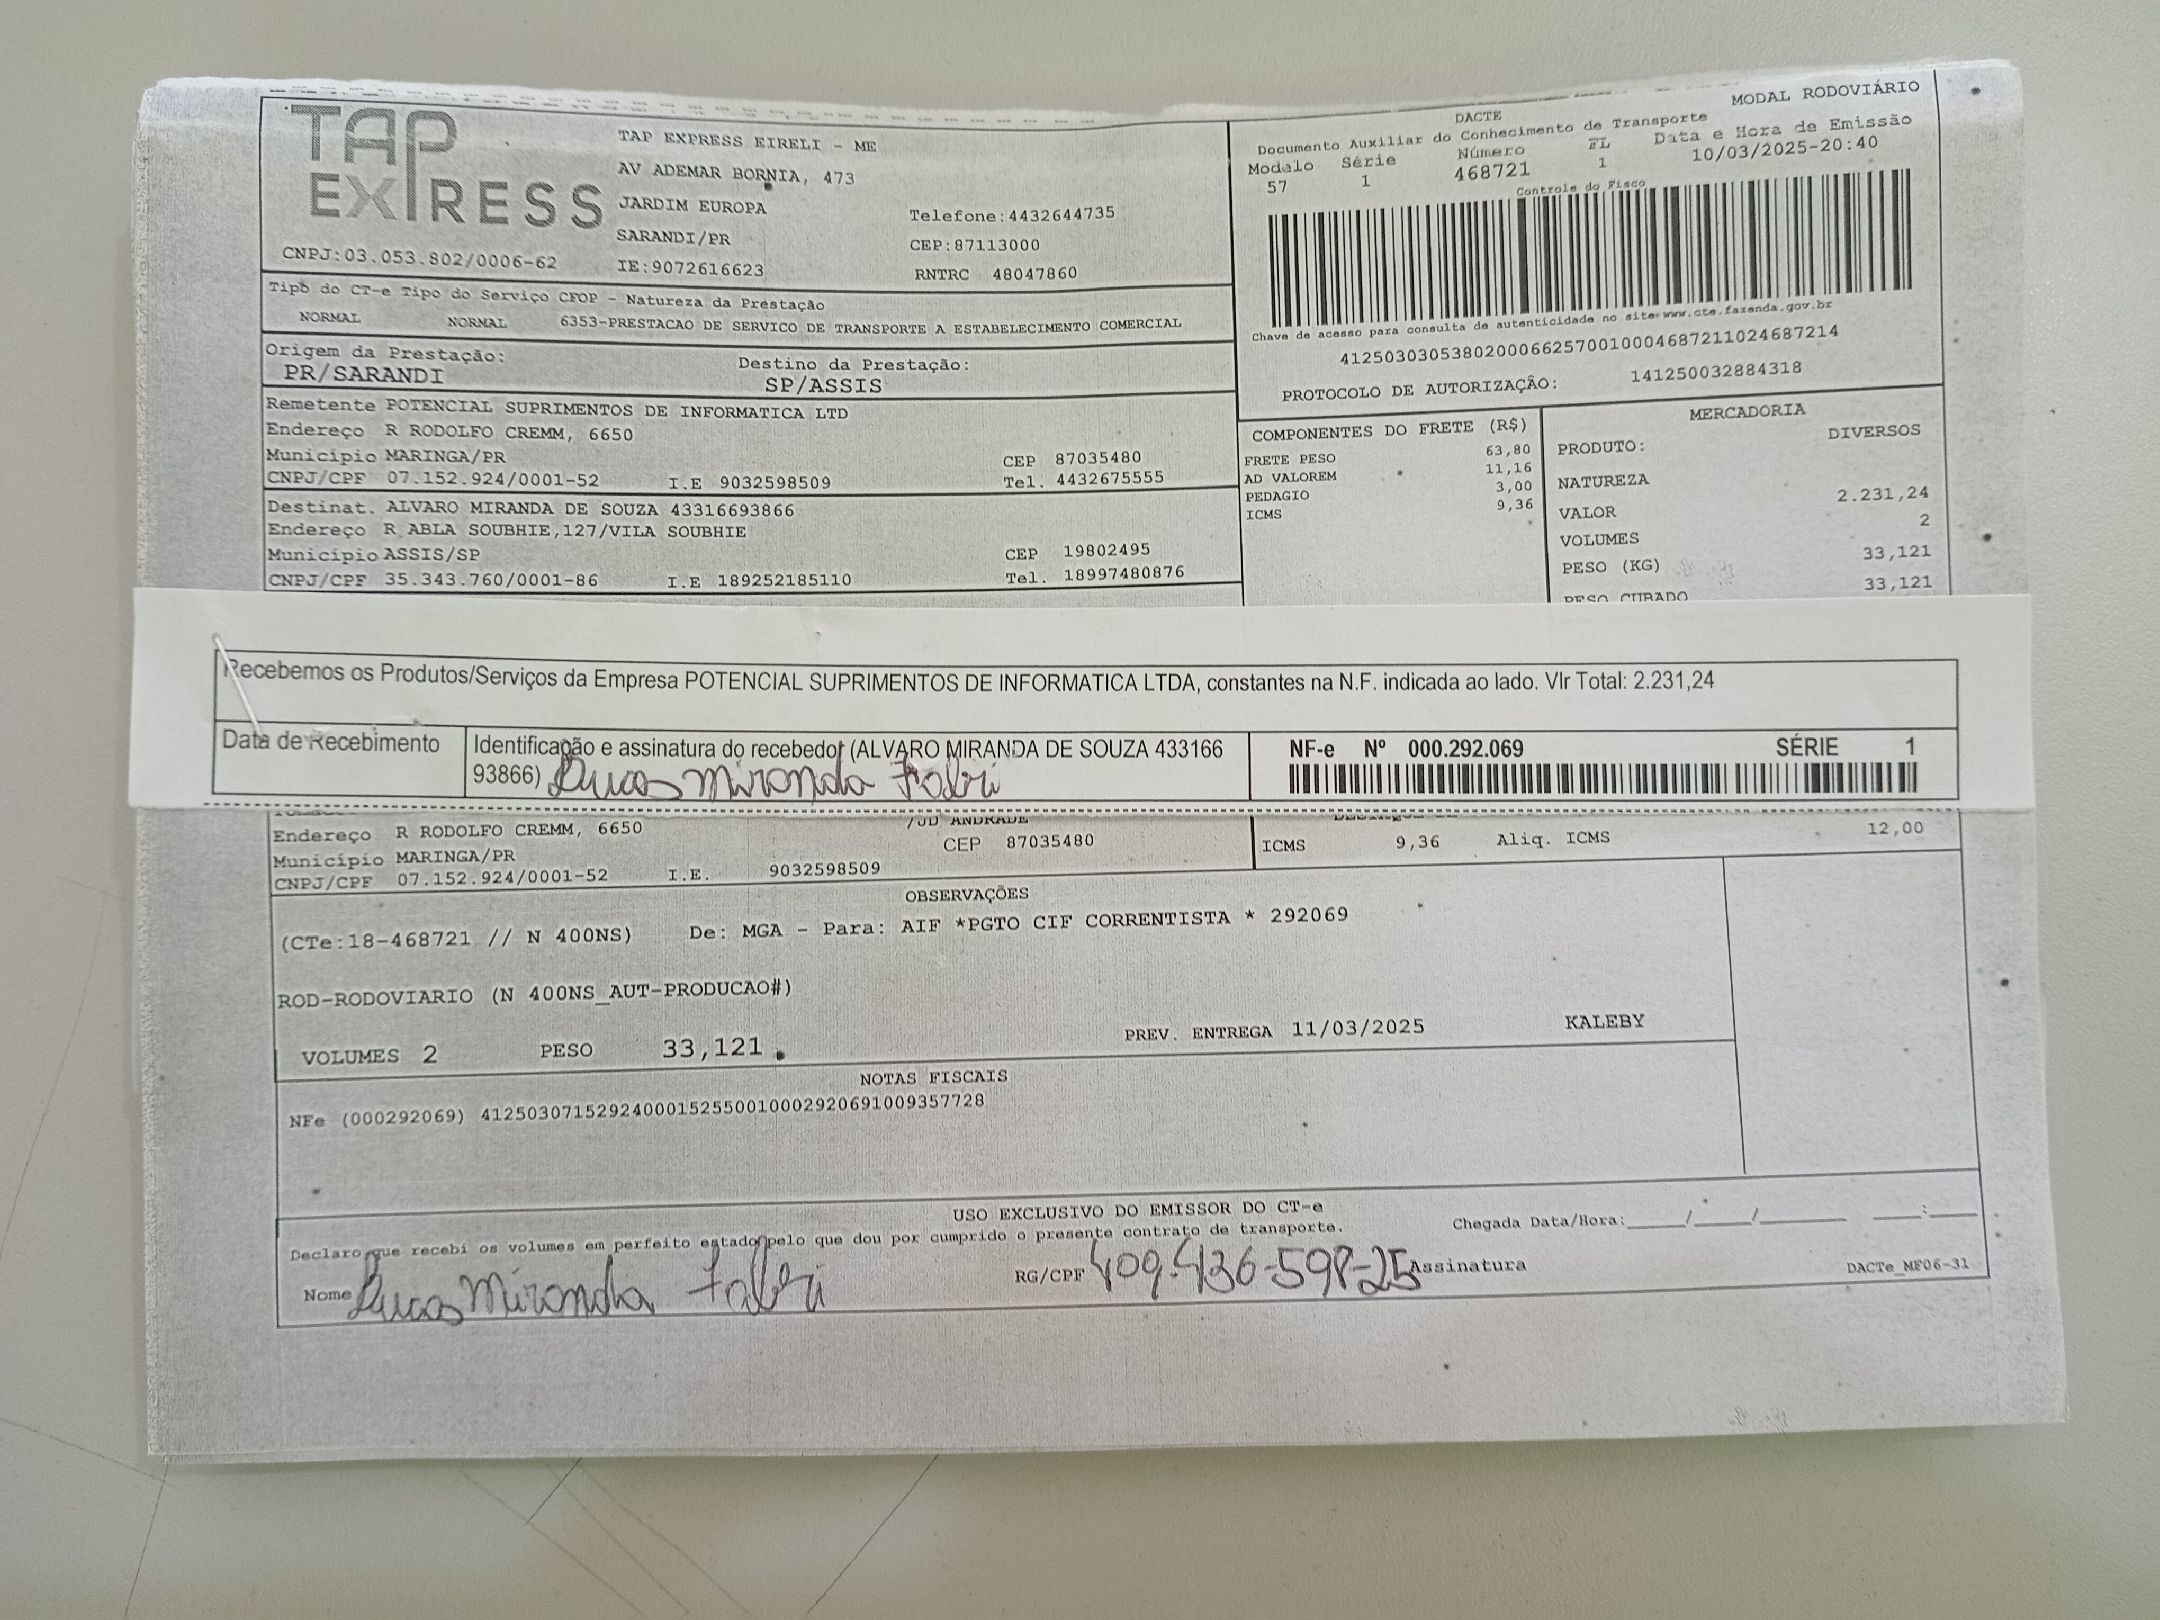 TAP EXPRESS
TAP EXPRESS EIRELI - ME
AV ADEMAR BORNIA, 473
JARDIM EUROPA
SARANDI/PR
Telefone:4432644735
CEP:87113000
CNPJ:03.053.802/0006-62 IE:9072616623 RNTRC 48047860
MODAL RODOVIÁRIO
DACTE
Documento Auxiliar do Conhecimento de Transporte
Modelo Série Número FL Data e Hora de Emissão
57 1 468721 1 10/03/2025-20:40
Controle do Fisco
Chave de acesso para consulta de autenticidade no site www.cte.fazenda.gov.br
41250303053802000662570010004687211024687214
PROTOCOLO DE AUTORIZAÇÃO: 141250032884318
Tipo do CT-e Tipo do Serviço CFOP - Natureza da Prestação
NORMAL NORMAL 6353-PRESTACAO DE SERVICO DE TRANSPORTE A ESTABELECIMENTO COMERCIAL
Origem da Prestação: Destino da Prestação:
PR/SARANDI SP/ASSIS
Remetente POTENCIAL SUPRIMENTOS DE INFORMATICA LTD
Endereço R RODOLFO CREMM, 6650
Município MARINGA/PR CEP 87035480
CNPJ/CPF 07.152.924/0001-52 I.E 9032598509 Tel. 4432675555
Destinat. ALVARO MIRANDA DE SOUZA 43316693866
Endereço R ABLA SOUBHIE,127/VILA SOUBHIE
Município ASSIS/SP CEP 19802495
CNPJ/CPF 35.343.760/0001-86 I.E 189252185110 Tel. 18997480876
COMPONENTES DO FRETE (R$)
FRETE PESO 63,80
AD VALOREM 11,16
PEDAGIO 3,00
ICMS 9,36
MERCADORIA
PRODUTO: DIVERSOS
NATUREZA
VALOR 2.231,24
VOLUMES 2
PESO (KG) 33,121
PESO CUBADO 33,121
Recebemos os Produtos/Serviços da Empresa POTENCIAL SUPRIMENTOS DE INFORMATICA LTDA, constantes na N.F. indicada ao lado. Vlr Total: 2.231,24
Data de Recebimento
Identificação e assinatura do recebedor (ALVARO MIRANDA DE SOUZA 433166
93866) Lucas Miranda Fabri
NF-e Nº 000.292.069 SÉRIE 1
/JD ANDRADE
Endereço R RODOLFO CREMM, 6650
Município MARINGA/PR CEP 87035480
CNPJ/CPF 07.152.924/0001-52 I.E. 9032598509
ICMS 9,36 Aliq. ICMS 12,00
OBSERVAÇÕES
(CTe:18-468721 // N 400NS) De: MGA - Para: AIF *PGTO CIF CORRENTISTA * 292069
ROD-RODOVIARIO (N 400NS_AUT-PRODUCAO#)
VOLUMES 2 PESO 33,121 PREV. ENTREGA 11/03/2025 KALEBY
NOTAS FISCAIS
NFe (000292069) 41250307152924000152550010002920691009357728
USO EXCLUSIVO DO EMISSOR DO CT-e
Declaro que recebi os volumes em perfeito estado pelo que dou por cumprido o presente contrato de transporte.
Chegada Data/Hora:____/____/____ ____:____
Nome Lucas Miranda Fabri RG/CPF 409.436-598-25 Assinatura
DACTe_MF06-31